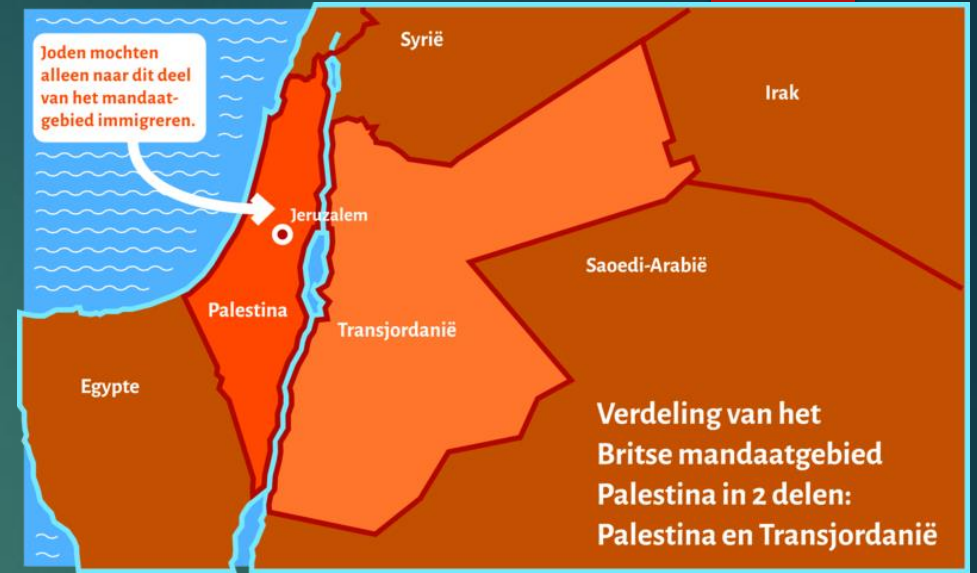 Joden mochten
alleen naar dit deel
van het mandaat-
gebied immigreren.
Syrië
Irak
Jeruzalem
Saoedi-Arabië
Palestina
Transjordanië
Egypte
Verdeling van het
Britse mandaatgebied
Palestina in 2 delen:
Palestina en Transjordanië